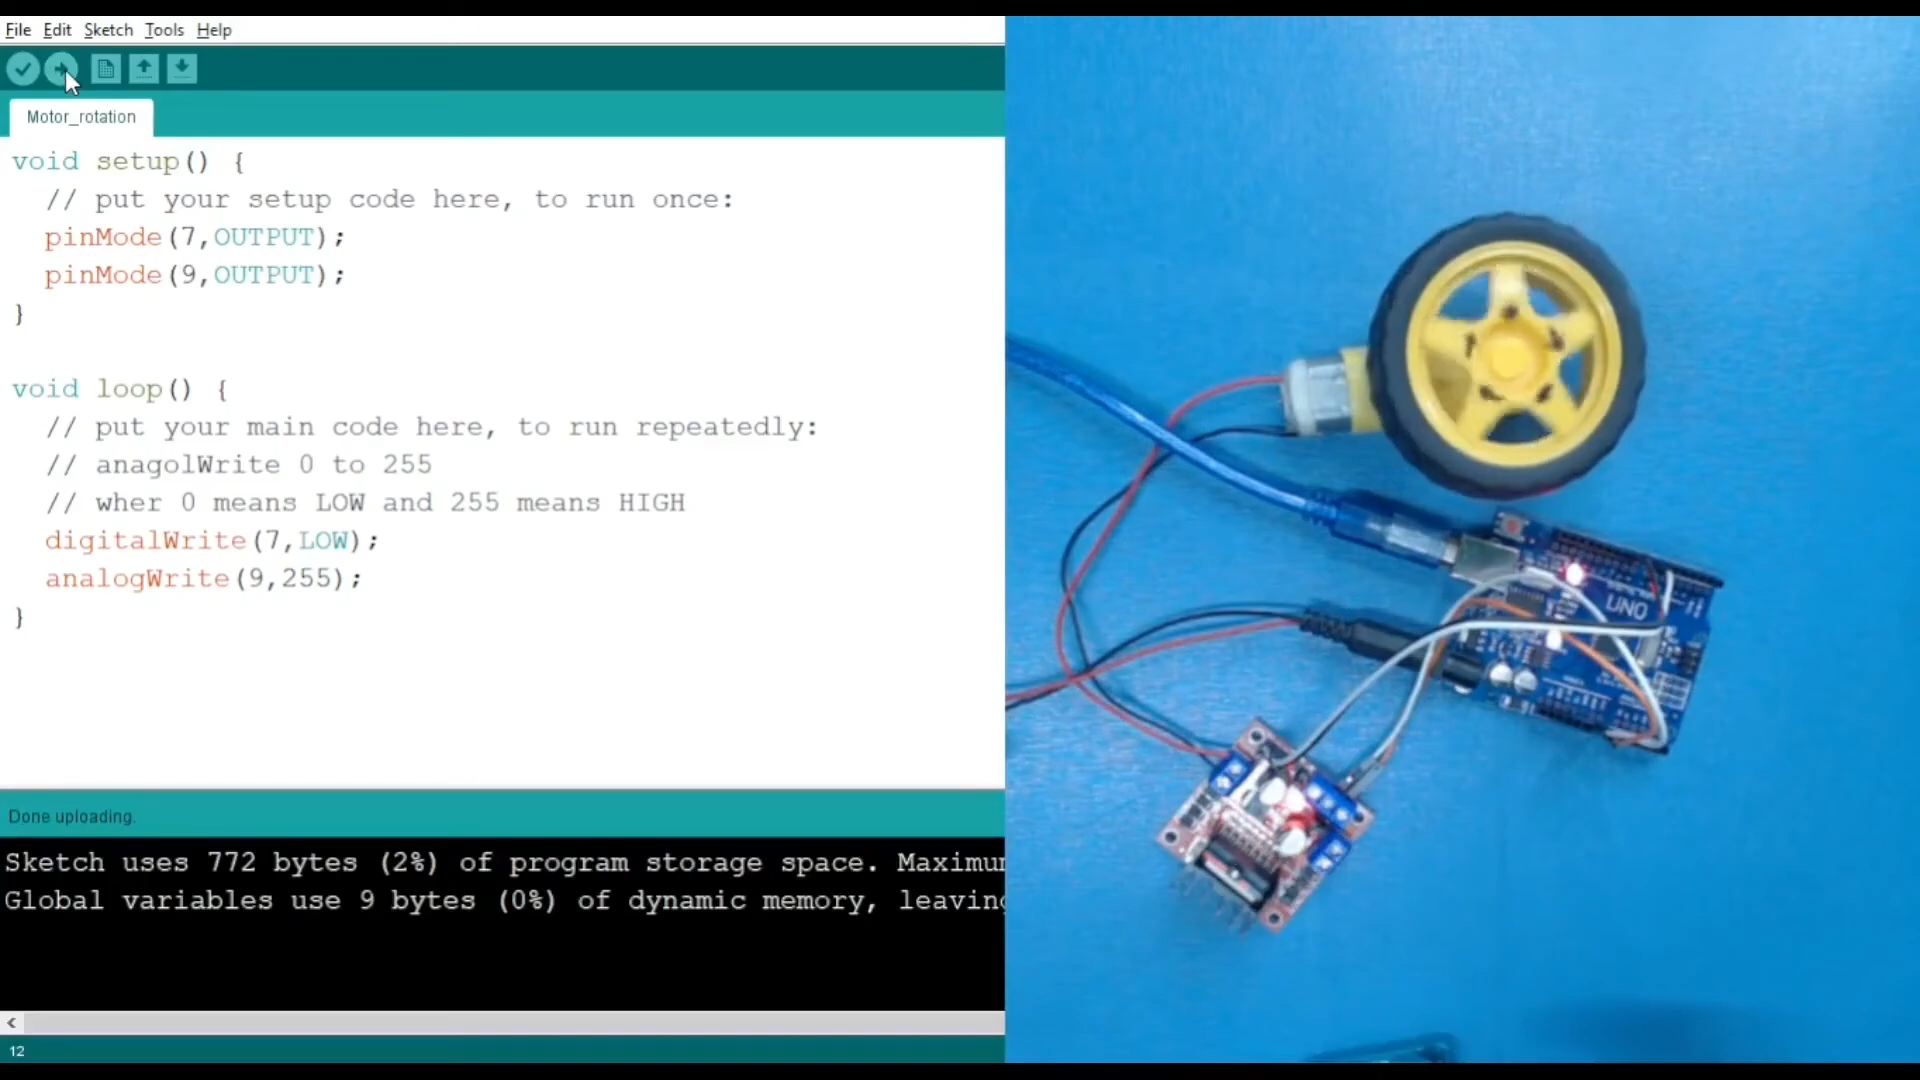 File Edit Sketch Tools Help
Motor_rotation
void setup() {
// put your setup code here, to run once:
pinMode(7,OUTPUT);
pinMode(9,OUTPUT);
}
void loop() {
// put your main code here, to run repeatedly:
// anagolWrite 0 to 255
// wher 0 means LOW and 255 means HIGH
digitalWrite(7,LOW);
analogWrite(9,255);
}
Done uploading.
Sketch uses 772 bytes (2%) of program storage space. Maximum
Global variables use 9 bytes (0%) of dynamic memory, leaving
12
UNO